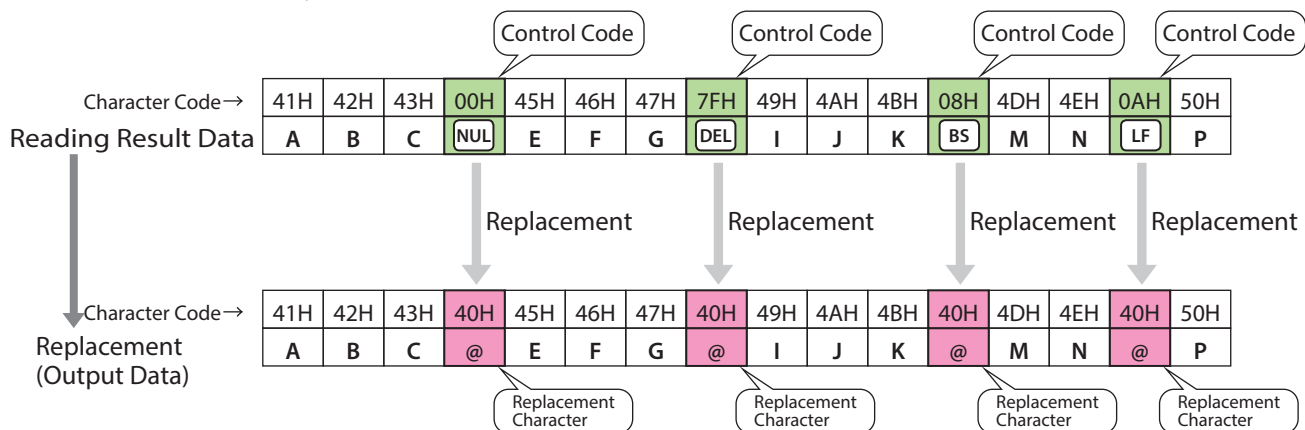 Control Code Control Code Control Code Control Code
Character Code→ 41H 42H 43H 00H 45H 46H 47H 7FH 49H 4AH 4BH 08H 4DH 4EH 0AH 50H
Reading Result Data A B C NUL E F G DEL I J K BS M N LF P
Replacement Replacement Replacement Replacement
Character Code→ 41H 42H 43H 40H 45H 46H 47H 40H 49H 4AH 4BH 40H 4DH 4EH 40H 50H
Replacement
(Output Data) A B C @ E F G @ I J K @ M N @ P
Replacement Replacement Replacement Replacement
Character Character Character Character